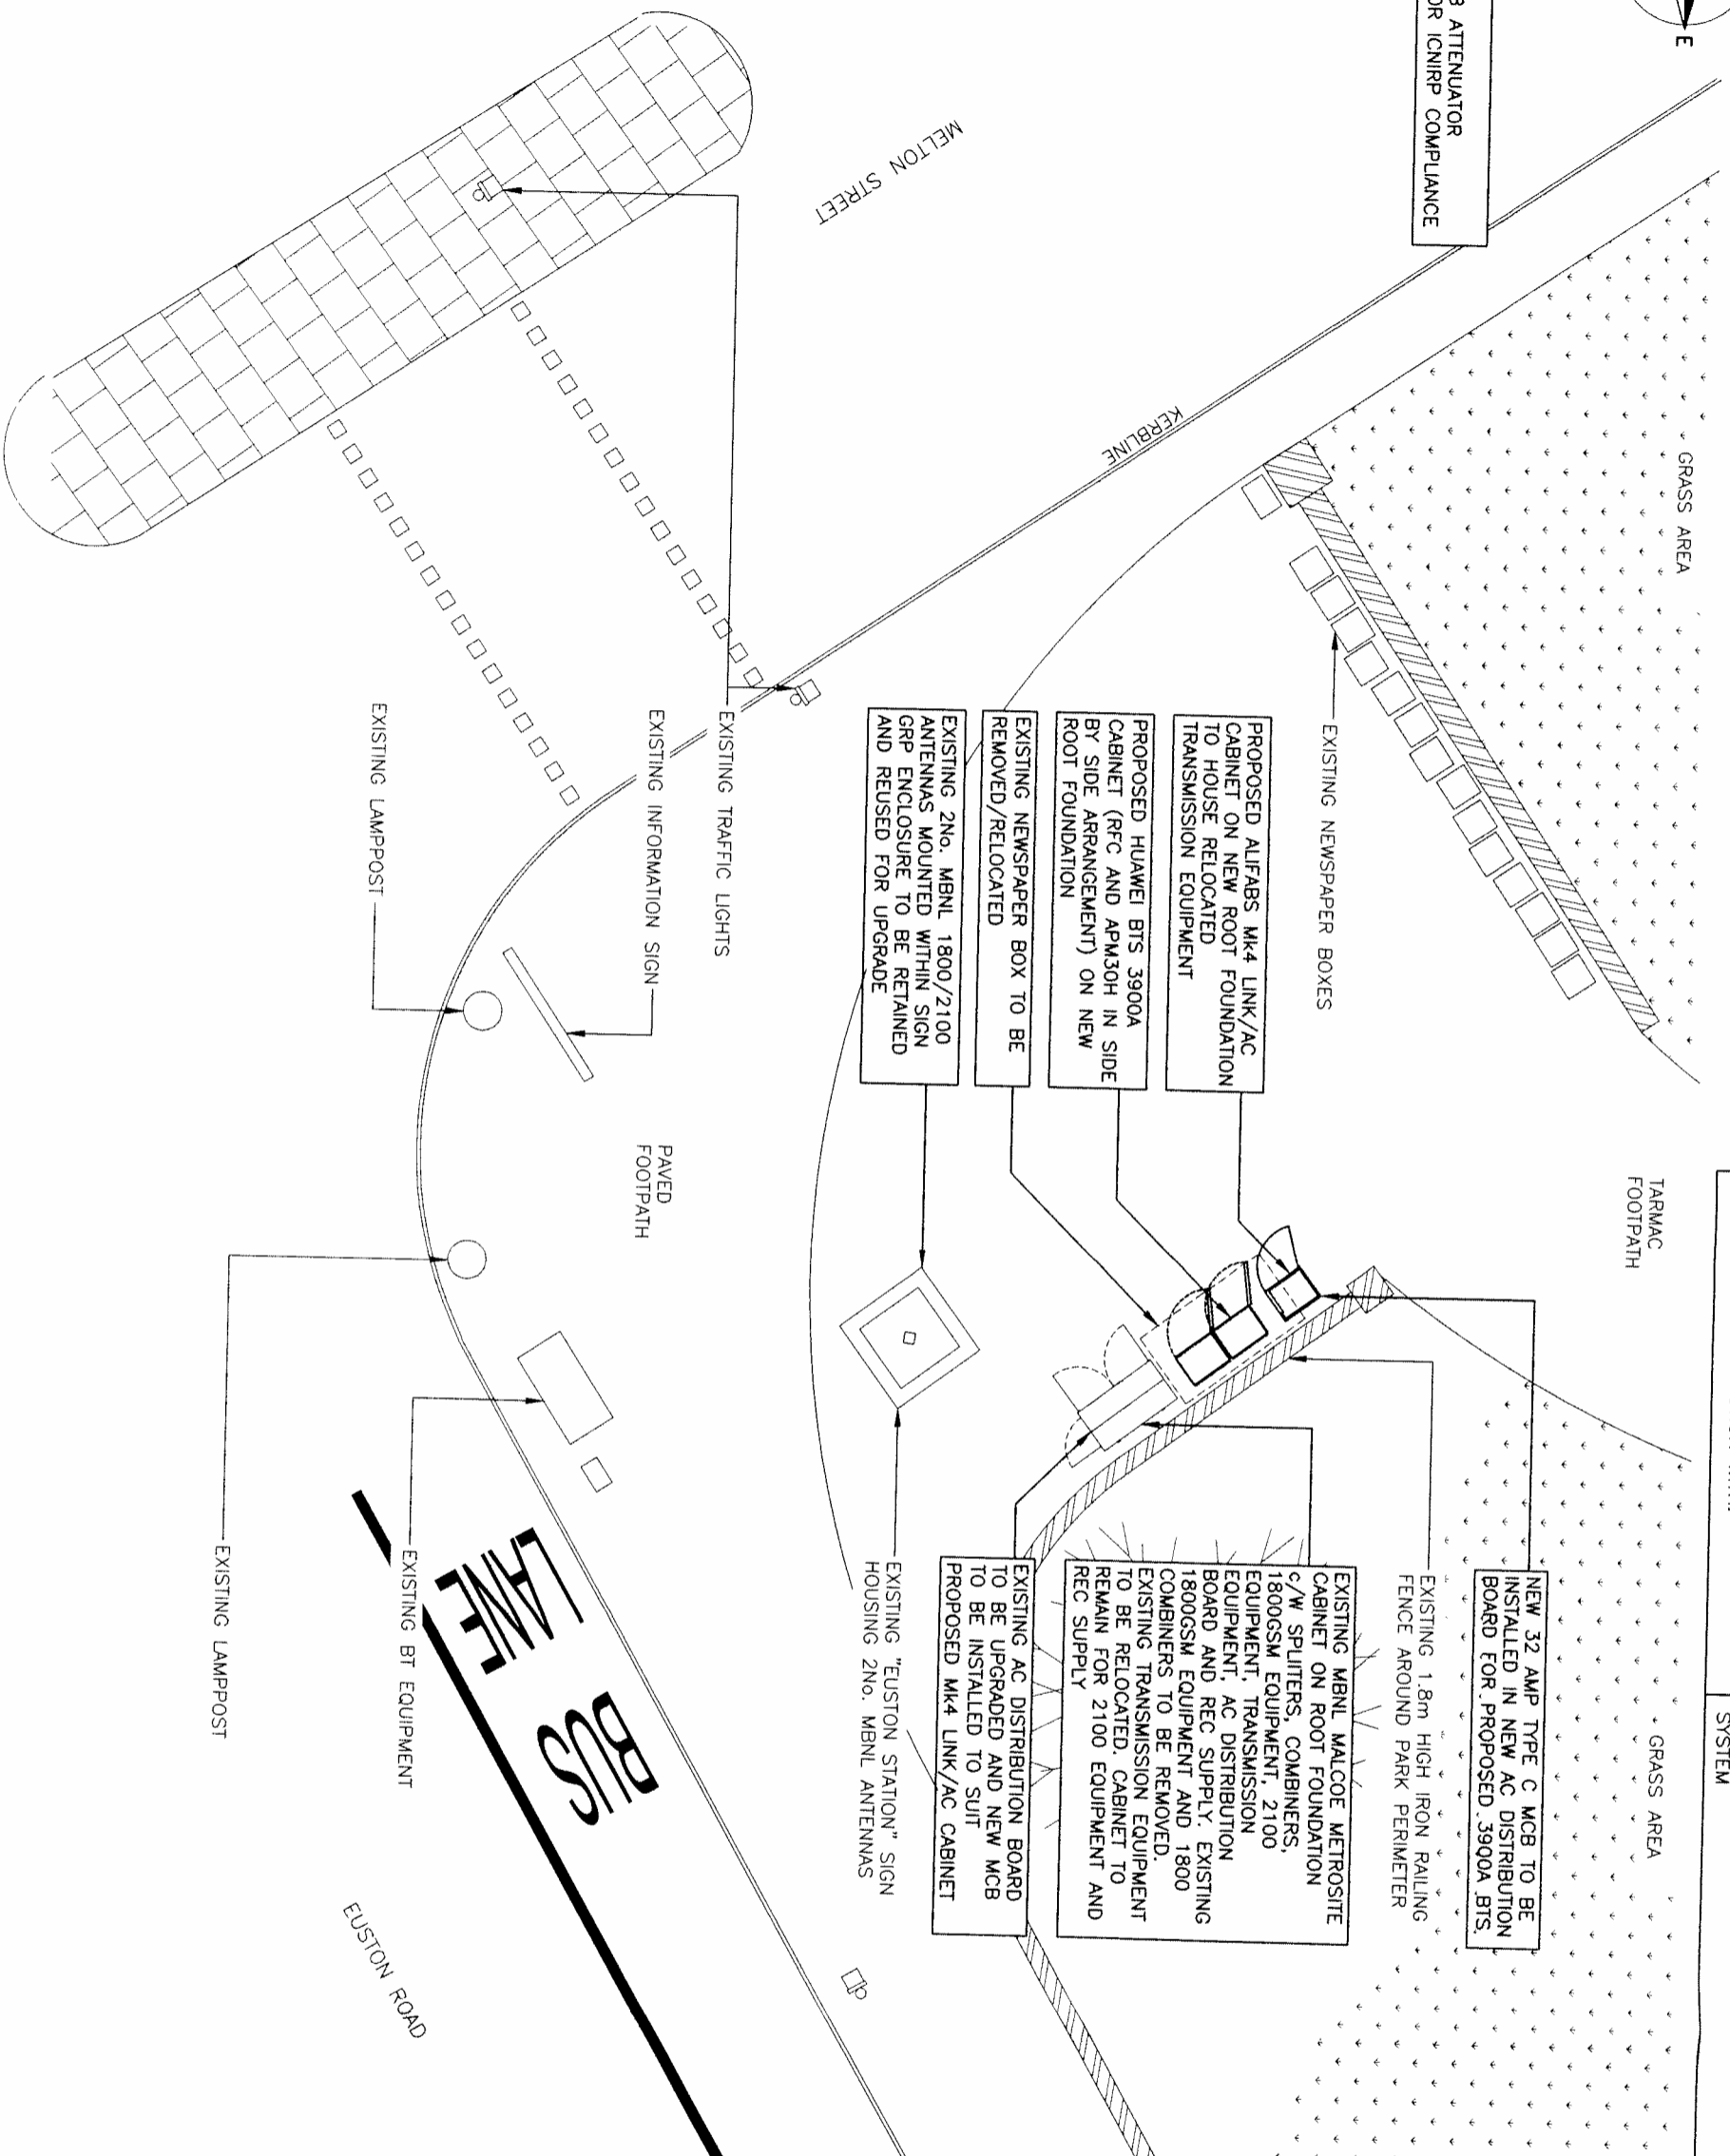 E
ATTENUATOR
ICNIRP COMPLIANCE
SYSTEM
GRASS AREA
TARMAC
FOOTPATH
GRASS AREA
NEW 32 AMP TYPE C MCB TO BE
INSTALLED IN NEW AC DISTRIBUTION
BOARD FOR PROPOSED 3900A BTS.
EXISTING 1.8m HIGH IRON RAILING
FENCE AROUND PARK PERIMETER
EXISTING NEWSPAPER BOXES
PROPOSED ALIFABS Mk4 LINK/AC
CABINET ON NEW ROOT FOUNDATION
TO HOUSE RELOCATED
TRANSMISSION EQUIPMENT
PROPOSED HUAWEI BTS 3900A
CABINET (RFC AND APM30H IN SIDE
BY SIDE ARRANGEMENT) ON NEW
ROOT FOUNDATION
EXISTING NEWSPAPER BOX TO BE
REMOVED/RELOCATED
EXISTING 2No. MBNL 1800/2100
ANTENNAS MOUNTED WITHIN SIGN
GRP ENCLOSURE TO BE RETAINED
AND REUSED FOR UPGRADE
EXISTING MBNL MALCOE METROSITE
CABINET ON ROOT FOUNDATION
c/w SPLIITERS, COMBINERS,
1800GSM EQUIPMENT, 2100
EQUIPMENT, TRANSMISSION
EQUIPMENT, AC DISTRIBUTION
BOARD AND REC SUPPLY. EXISTING
1800GSM EQUIPMENT AND 1800
COMBINERS TO BE REMOVED.
EXISTING TRANSMISSION EQUIPMENT
TO BE RELOCATED. CABINET TO
REMAIN FOR 2100 EQUIPMENT AND
REC SUPPLY
EXISTING AC DISTRIBUTION BOARD
TO BE UPGRADED AND NEW MCB
TO BE INSTALLED TO SUIT
PROPOSED Mk4 LINK/AC CABINET
EXISTING "EUSTON STATION" SIGN
HOUSING 2No. MBNL ANTENNAS
KERBLINE
MELTON STREET
EXISTING TRAFFIC LIGHTS
EXISTING INFORMATION SIGN
PAVED
FOOTPATH
EXISTING LAMPPOST
BUS
LANE
EXISTING BT EQUIPMENT
EUSTON ROAD
EXISTING LAMPPOST